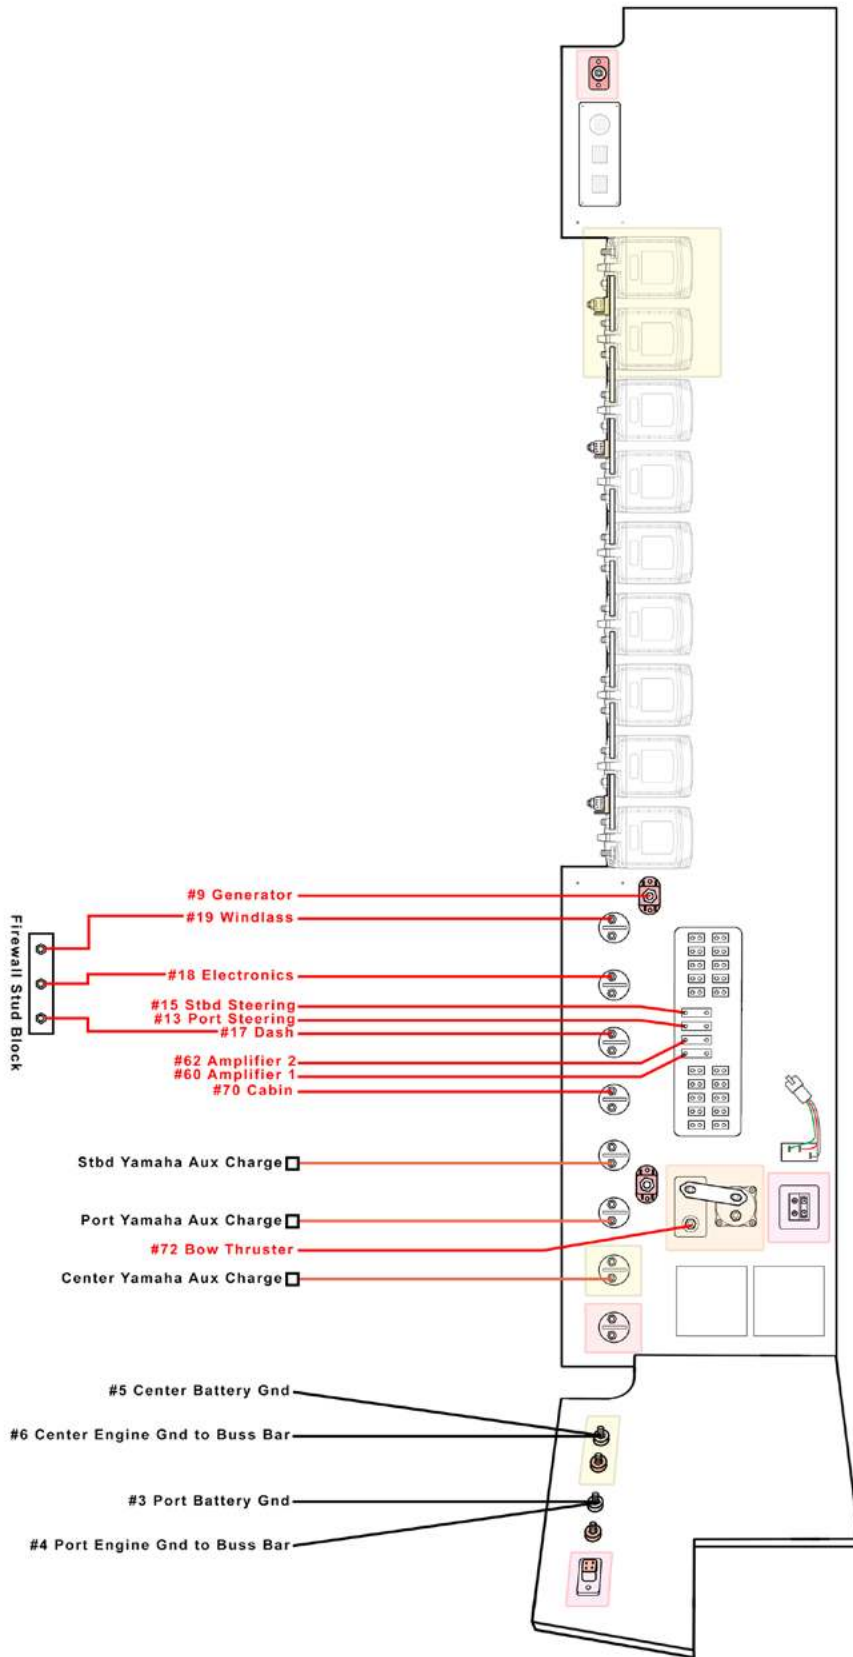 #9 Generator
#19 Windlass
#18 Electronics
#15 Stbd Steering
#13 Port Steering
#17 Dash
#62 Amplifier 2
#60 Amplifier 1
#70 Cabin
Firewall Stud Block
Stbd Yamaha Aux Charge
Port Yamaha Aux Charge
#72 Bow Thruster
Center Yamaha Aux Charge
#5 Center Battery Gnd
#6 Center Engine Gnd to Buss Bar
#3 Port Battery Gnd
#4 Port Engine Gnd to Buss Bar